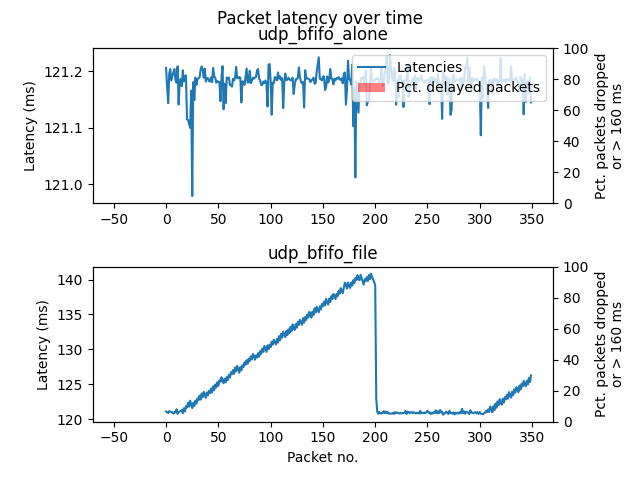 Packet latency over time
udp_bfifo_alone
Latency (ms)
121.2
121.1
121.0
Latencies
Pct. delayed packets
100
80
60
40
20
0
Pct. packets dropped
or > 160 ms
−50 0 50 100 150 200 250 300 350
udp_bfifo_file
Latency (ms)
140
135
130
125
120
100
80
60
40
20
0
Pct. packets dropped
or > 160 ms
−50 0 50 100 150 200 250 300 350
Packet no.